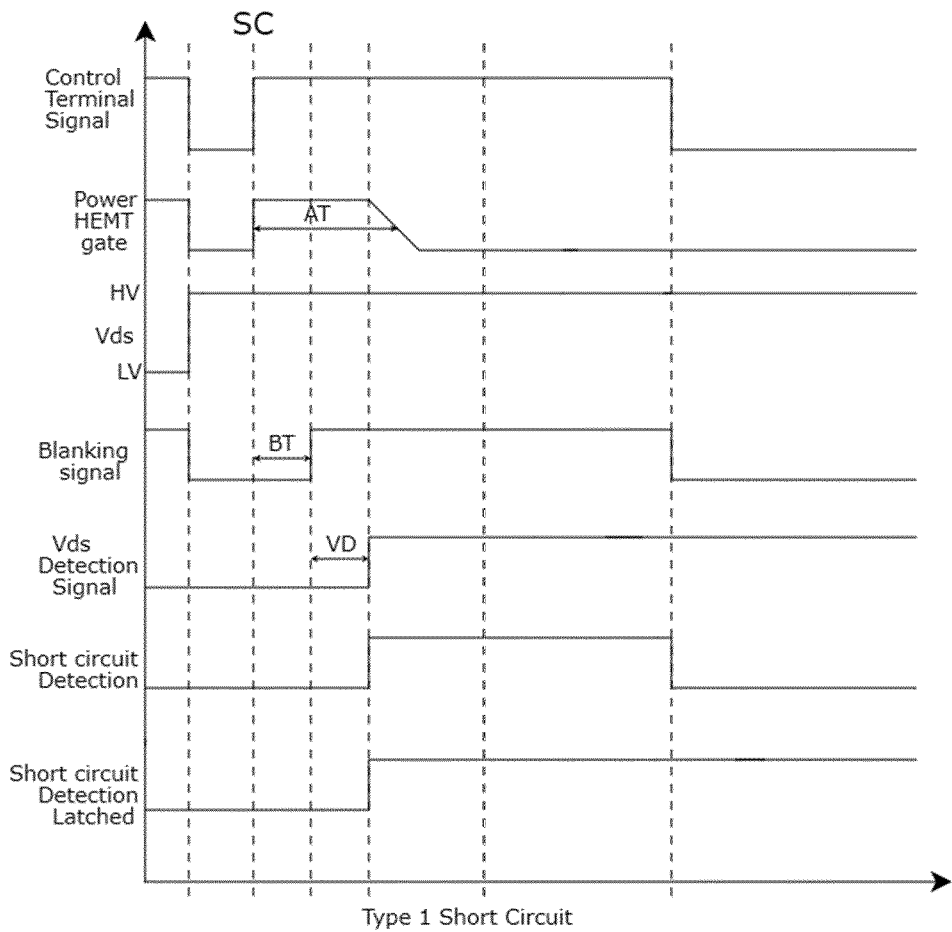 SC
Control
Terminal
Signal
Power
HEMT
gate
AT
HV
Vds
LV
Blanking
signal
BT
Vds
Detection
Signal
VD
Short circuit
Detection
Short circuit
Detection
Latched
Type 1 Short Circuit